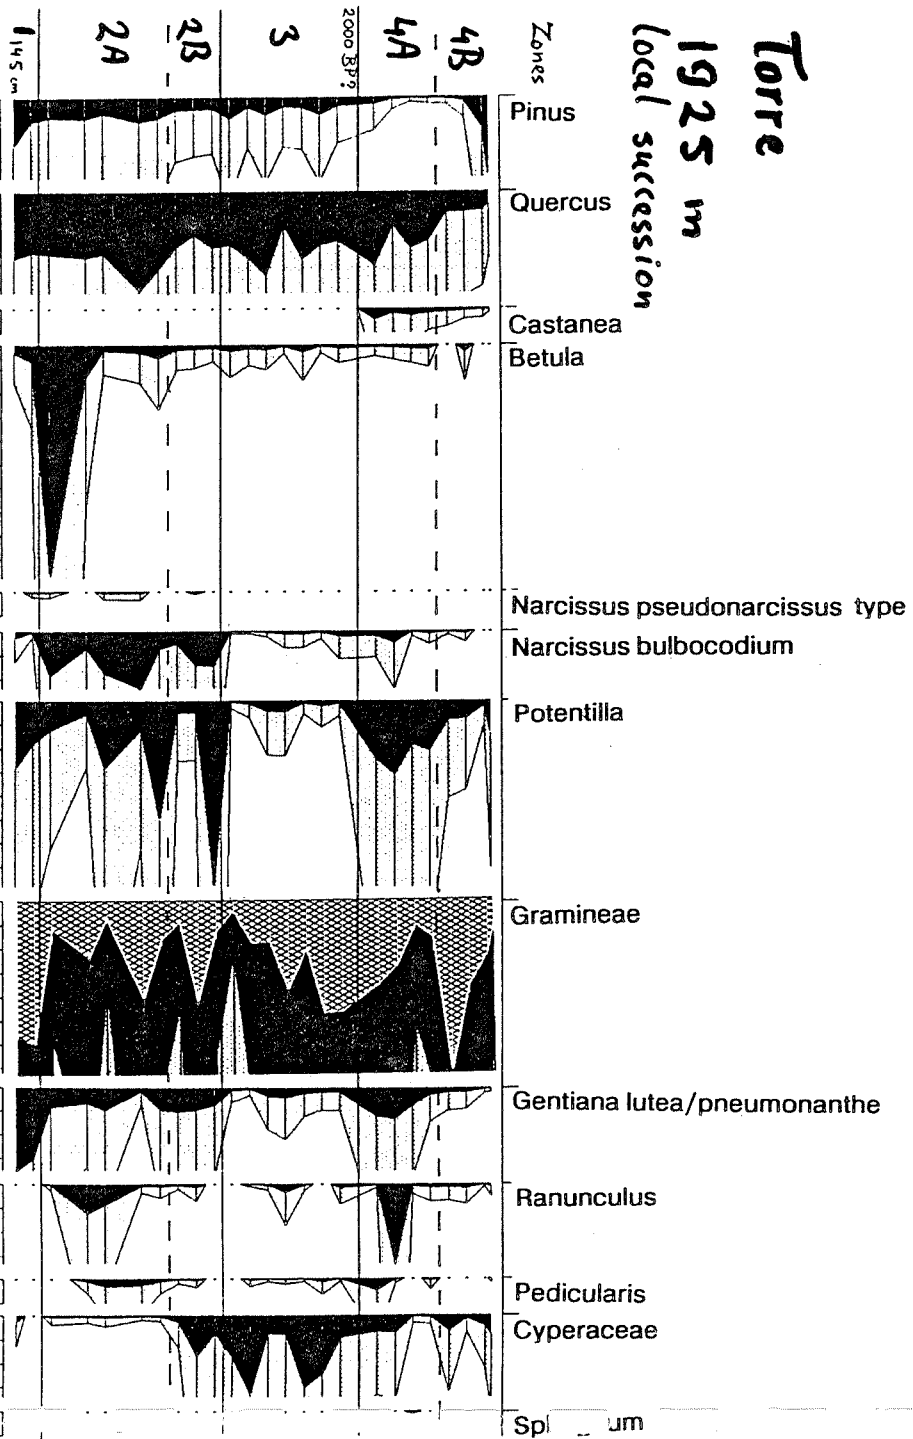 Torre
1925 m
local succession
Zones
4B
4A
2000 BP?
3
2B
2A
1
145 cm
Pinus
Quercus
Castanea
Betula
Narcissus pseudonarcissus type
Narcissus bulbocodium
Potentilla
Gramineae
Gentiana lutea/pneumonanthe
Ranunculus
Pedicularis
Cyperaceae